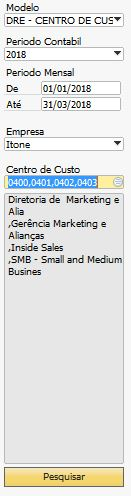 Modelo
DRE - CENTRO DE CUS
Periodo Contabil
2018
Periodo Mensal
De 01/01/2018
Até 31/03/2018
Empresa
Itone
Centro de Custo
0400,0401,0402,0403
Diretoria de Marketing e
Alia
,Gerência Marketing e
Alianças
,Inside Sales
,SMB - Small and Medium
Busines
Pesquisar